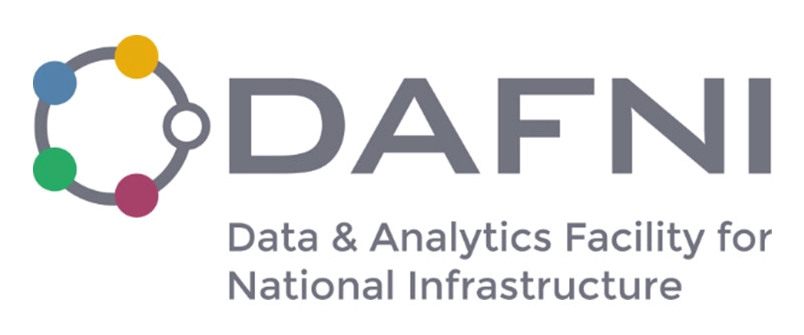 DAFNI
Data & Analytics Facility for
National Infrastructure